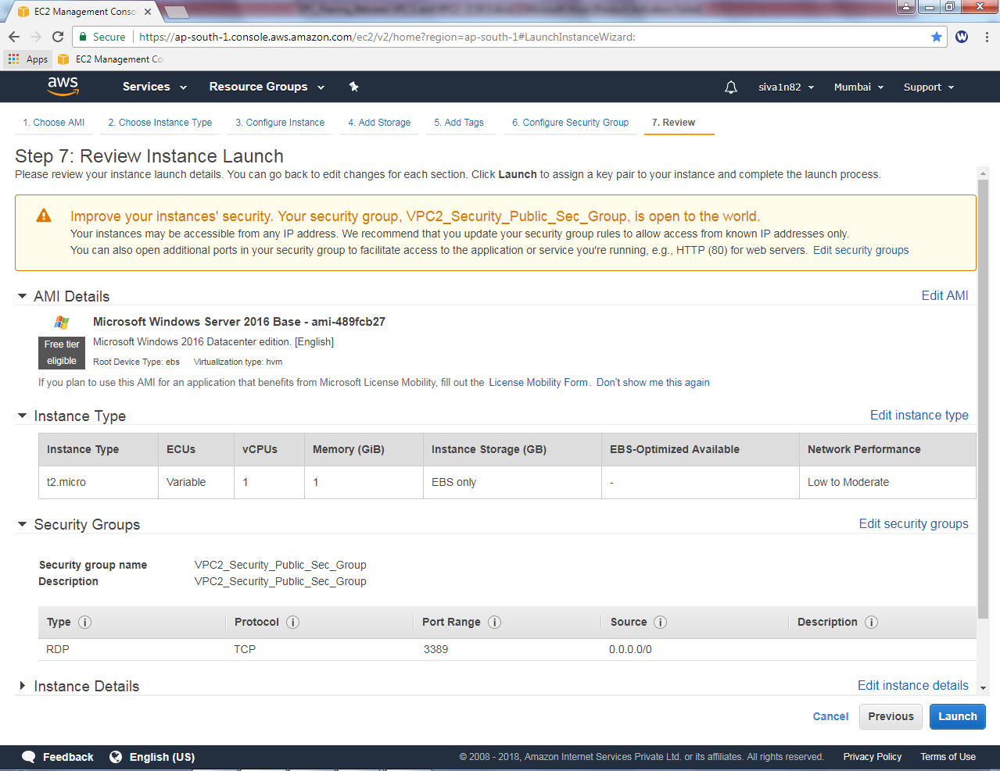 EC2 Management Conso
Secure
https://ap-south-1.console.aws.amazon.com/ec2/v2/home?region=ap-south-1#LaunchInstanceWizard:
W
Apps
EC2 Management Co
aws
Services
Resource Groups
siva1n82
Mumbai
Support
1. Choose AMI
2. Choose Instance Type
3. Configure Instance
4. Add Storage
5. Add Tags
6. Configure Security Group
7. Review
Step 7: Review Instance Launch
Please review your instance launch details. You can go back to edit changes for each section. Click Launch to assign a key pair to your instance and complete the launch process.
Improve your instances' security. Your security group, VPC2_Security_Public_Sec_Group, is open to the world.
Your instances may be accessible from any IP address. We recommend that you update your security group rules to allow access from known IP addresses only.
You can also open additional ports in your security group to facilitate access to the application or service you're running, e.g., HTTP (80) for web servers. Edit security groups
AMI Details
Edit AMI
Microsoft Windows Server 2016 Base - ami-489fcb27
Free tier
eligible
Microsoft Windows 2016 Datacenter edition. [English]
Root Device Type: ebs Virtualization type: hvm
If you plan to use this AMI for an application that benefits from Microsoft License Mobility, fill out the License Mobility Form. Don't show me this again
Instance Type
Edit instance type
Instance Type ECUs vCPUs Memory (GiB) Instance Storage (GB) EBS-Optimized Available Network Performance
t2.micro Variable 1 1 EBS only - Low to Moderate
Security Groups
Edit security groups
Security group name VPC2_Security_Public_Sec_Group
Description VPC2_Security_Public_Sec_Group
Type i Protocol i Port Range i Source i Description i
RDP TCP 3389 0.0.0.0/0
Instance Details
Edit instance details
Cancel
Previous
Launch
Feedback
English (US)
© 2008 - 2018, Amazon Internet Services Private Ltd. or its affiliates. All rights reserved.
Privacy Policy
Terms of Use